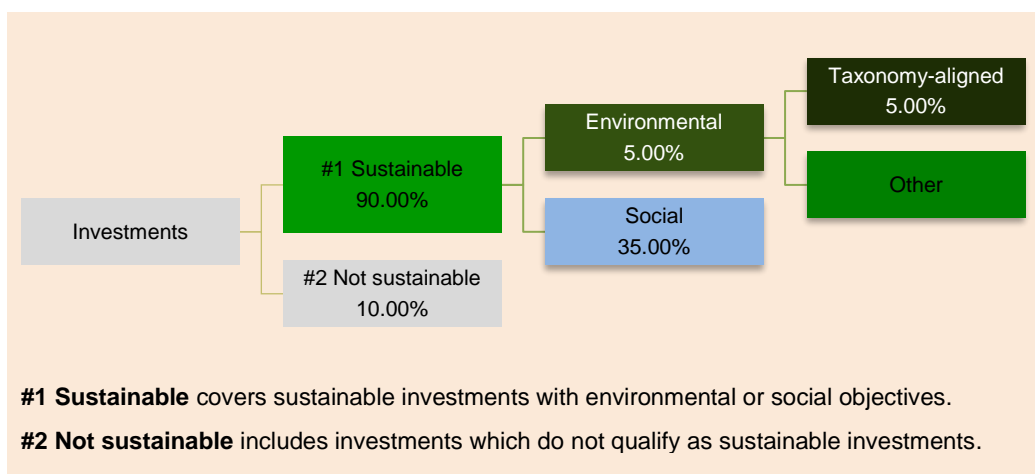 Taxonomy-aligned
5.00%
Environmental
5.00%
#1 Sustainable
90.00%
Other
Social
35.00%
Investments
#2 Not sustainable
10.00%
#1 Sustainable covers sustainable investments with environmental or social objectives.
#2 Not sustainable includes investments which do not qualify as sustainable investments.